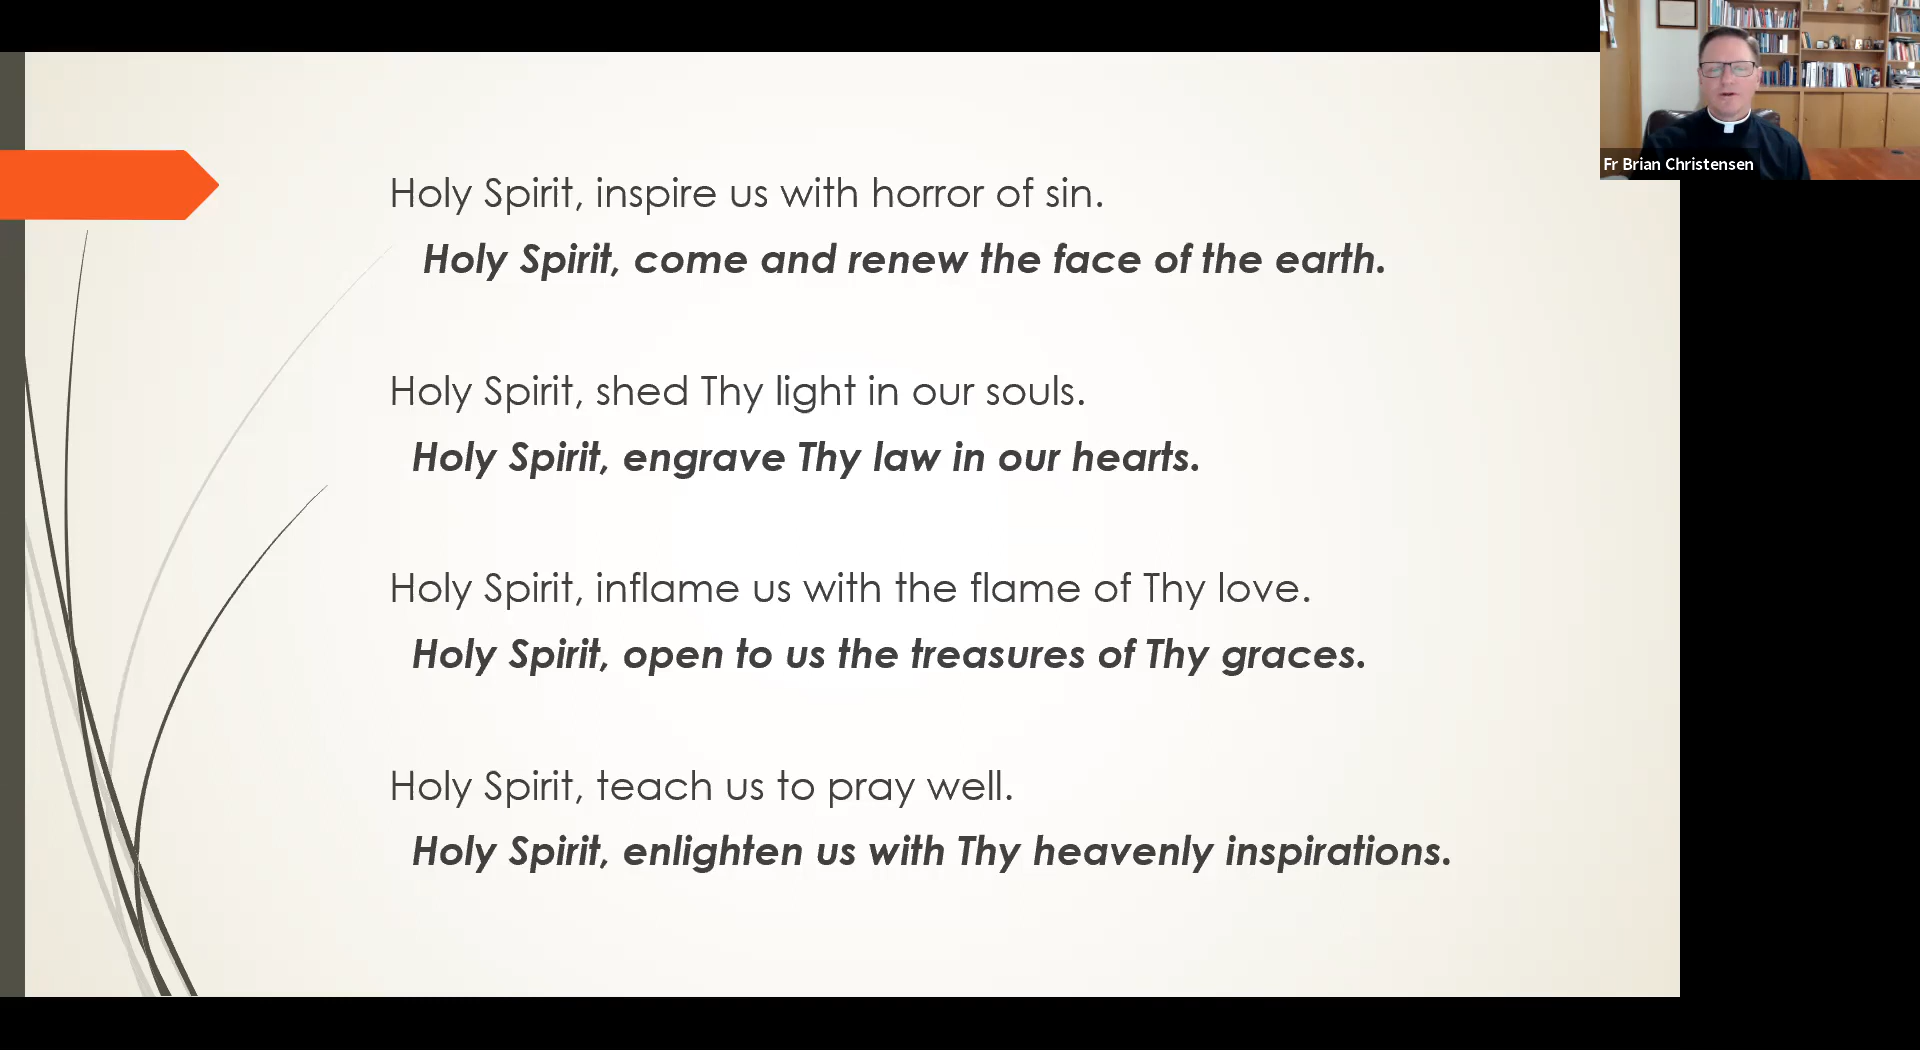 Holy Spirit, inspire us with horror of sin.
Holy Spirit, come and renew the face of the earth.
Holy Spirit, shed Thy light in our souls.
Holy Spirit, engrave Thy law in our hearts.
Holy Spirit, inflame us with the flame of Thy love.
Holy Spirit, open to us the treasures of Thy graces.
Holy Spirit, teach us to pray well.
Holy Spirit, enlighten us with Thy heavenly inspirations.
Fr Brian Christensen